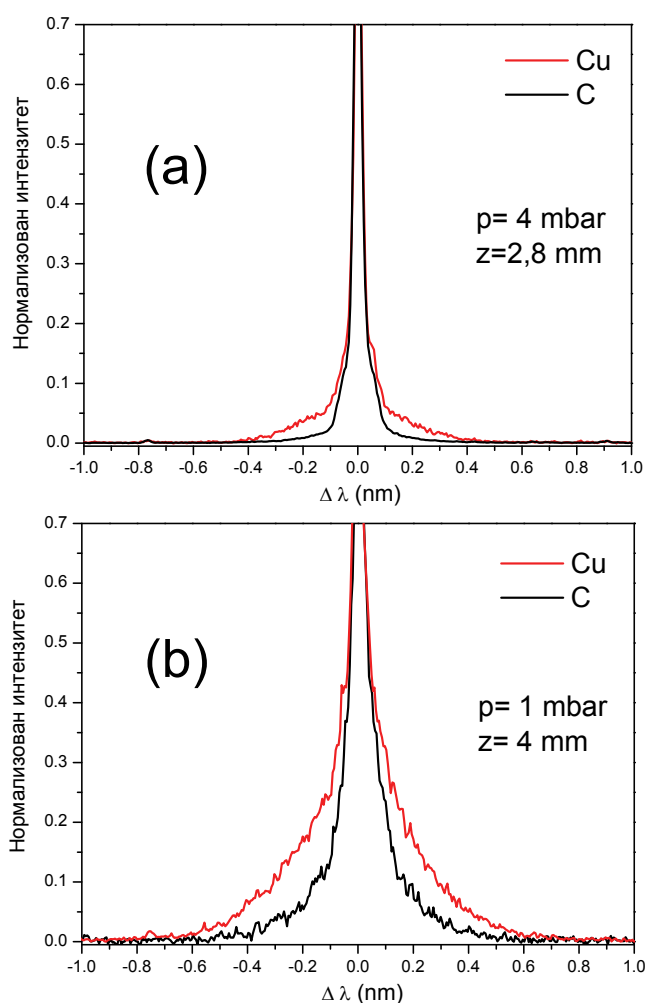 0.7
0.6
0.5
0.4
0.3
0.2
0.1
0.0
Нормализован интензитет
(a)
Cu
C
p= 4 mbar
z=2,8 mm
-1.0 -0.8 -0.6 -0.4 -0.2 0.0 0.2 0.4 0.6 0.8 1.0
Δ λ (nm)
0.7
0.6
0.5
0.4
0.3
0.2
0.1
0.0
Нормализован интензитет
(b)
Cu
C
p= 1 mbar
z= 4 mm
-1.0 -0.8 -0.6 -0.4 -0.2 0.0 0.2 0.4 0.6 0.8 1.0
Δ λ (nm)